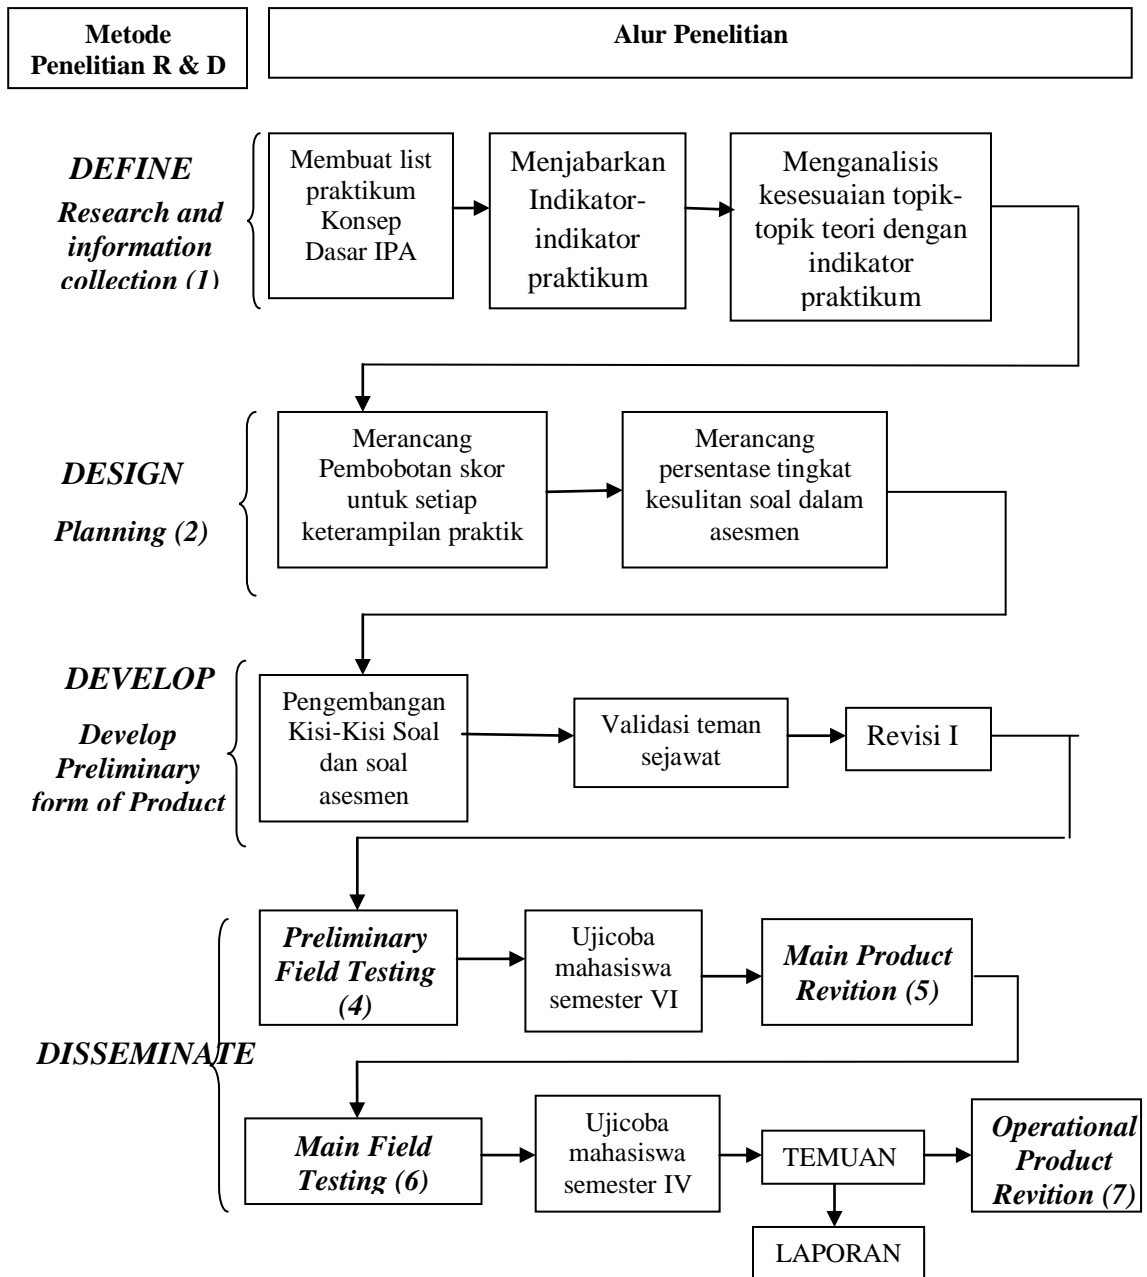 Metode
Penelitian R & D
Alur Penelitian
DEFINE
Research and
information
collection (1)
Membuat list
praktikum
Konsep
Dasar IPA
Menjabarkan
Indikator-
indikator
praktikum
Menganalisis
kesesuaian topik-
topik teori dengan
indikator
praktikum
DESIGN
Planning (2)
Merancang
Pembobotan skor
untuk setiap
keterampilan praktik
Merancang
persentase tingkat
kesulitan soal dalam
asesmen
DEVELOP
Develop
Preliminary
form of Product
Pengembangan
Kisi-Kisi Soal
dan soal
asesmen
Validasi teman
sejawat
Revisi I
DISSEMINATE
Preliminary
Field Testing
(4)
Ujicoba
mahasiswa
semester VI
Main Product
Revition (5)
Main Field
Testing (6)
Ujicoba
mahasiswa
semester IV
TEMUAN
Operational
Product
Revition (7)
LAPORAN